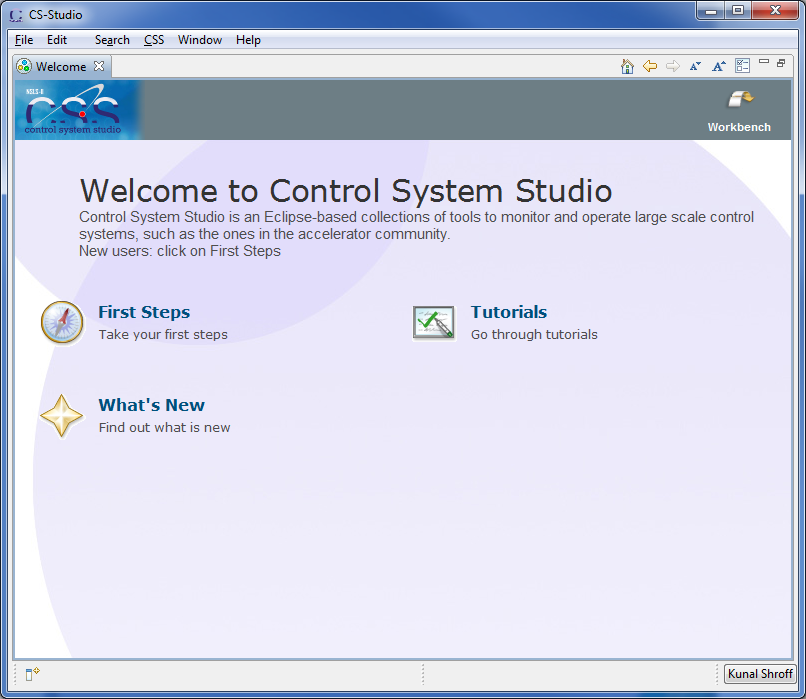 CS-Studio
File Edit Search CSS Window Help
Welcome
NSLS-II
CSS
control system studio
Workbench
Welcome to Control System Studio
Control System Studio is an Eclipse-based collections of tools to monitor and operate large scale control
systems, such as the ones in the accelerator community.
New users: click on First Steps
First Steps
Take your first steps
Tutorials
Go through tutorials
What's New
Find out what is new
Kunal Shroff